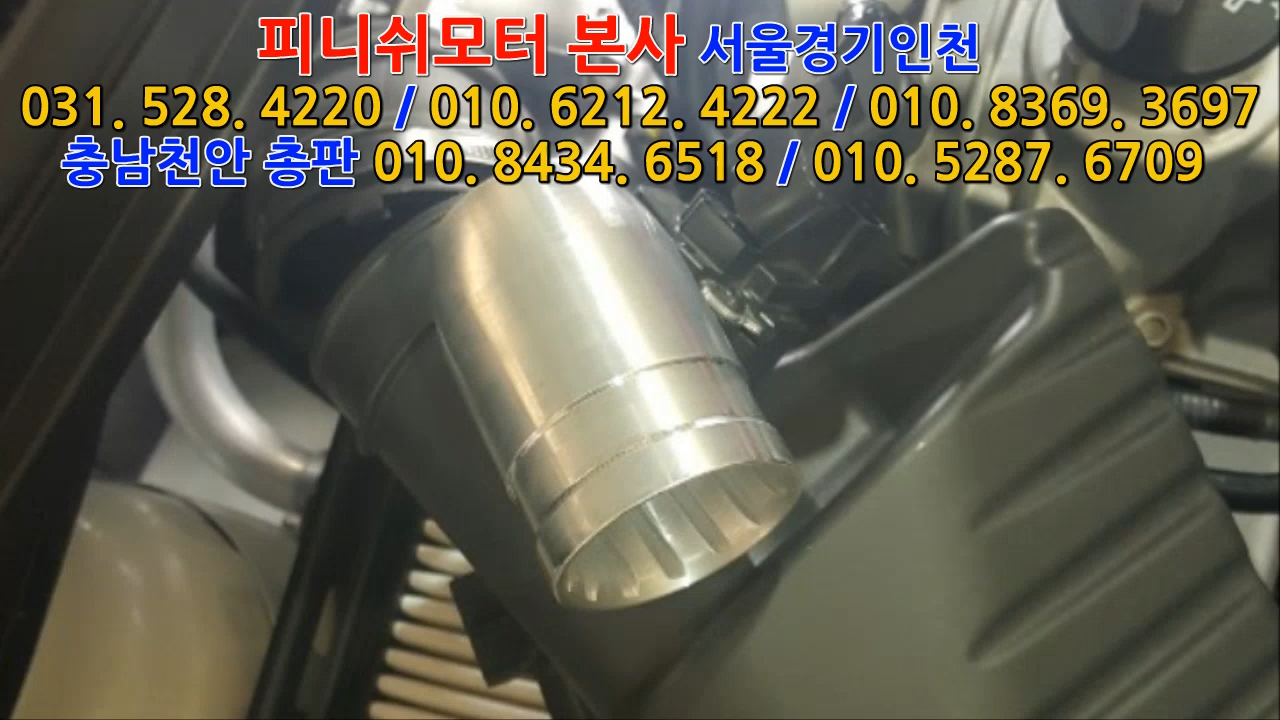 피니쉬모터 본사 서울경기인천
031. 528. 4220 / 010. 6212. 4222 / 010. 8369. 3697
충남천안 총판 010. 8434. 6518 / 010. 5287. 6709